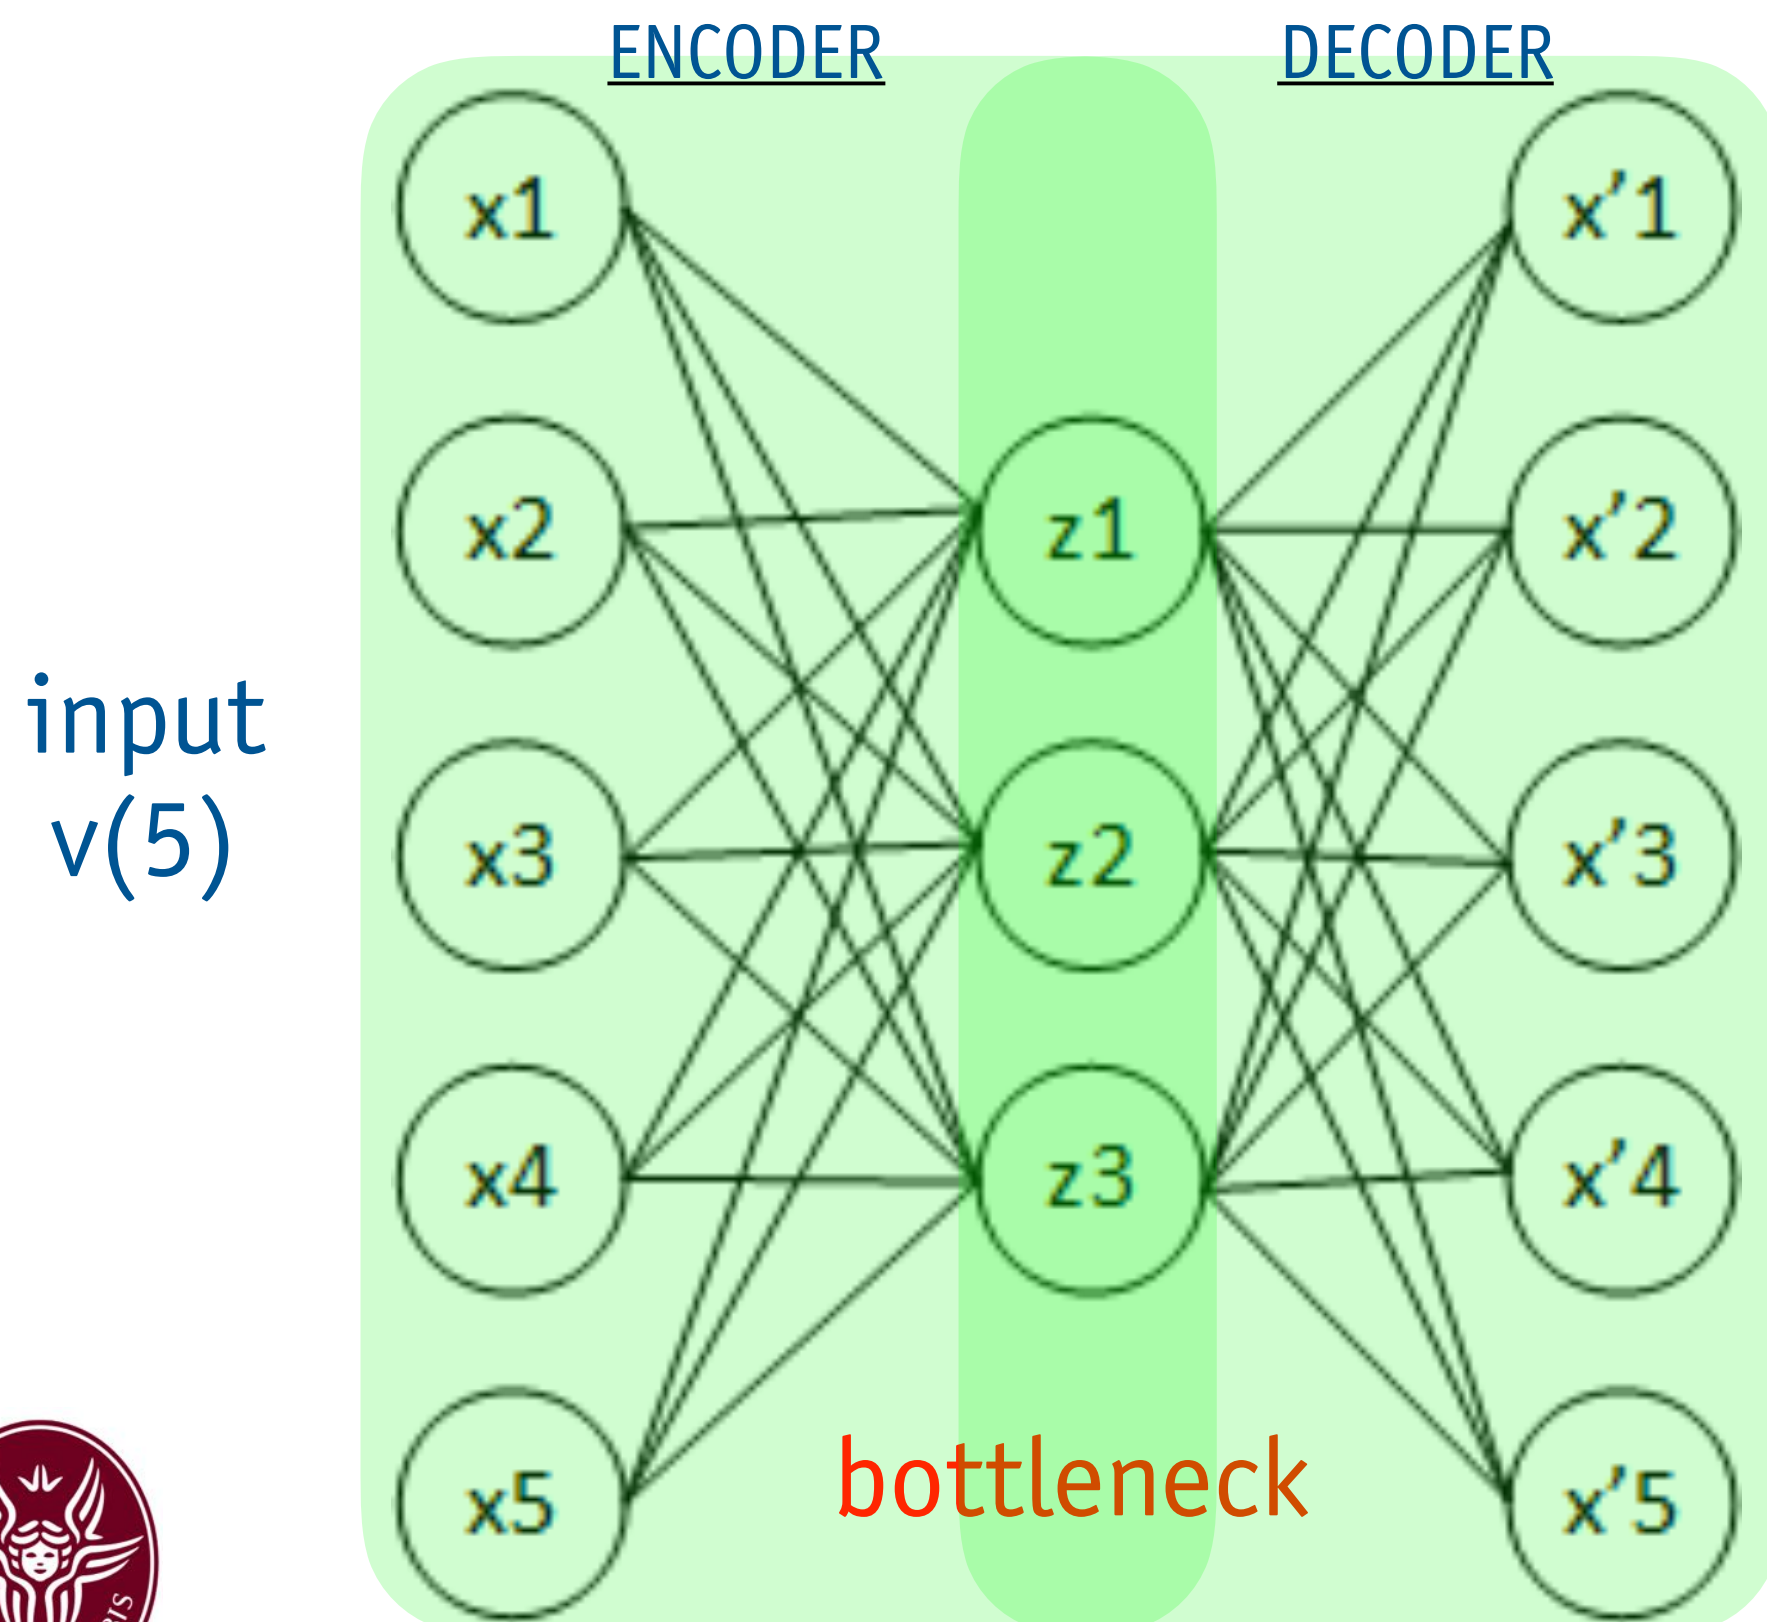 ENCODER
DECODER
x1
x'1
x2
z1
x'2
input
v(5)
x3
z2
x'3
x4
z3
x'4
x5
bottleneck
x'5